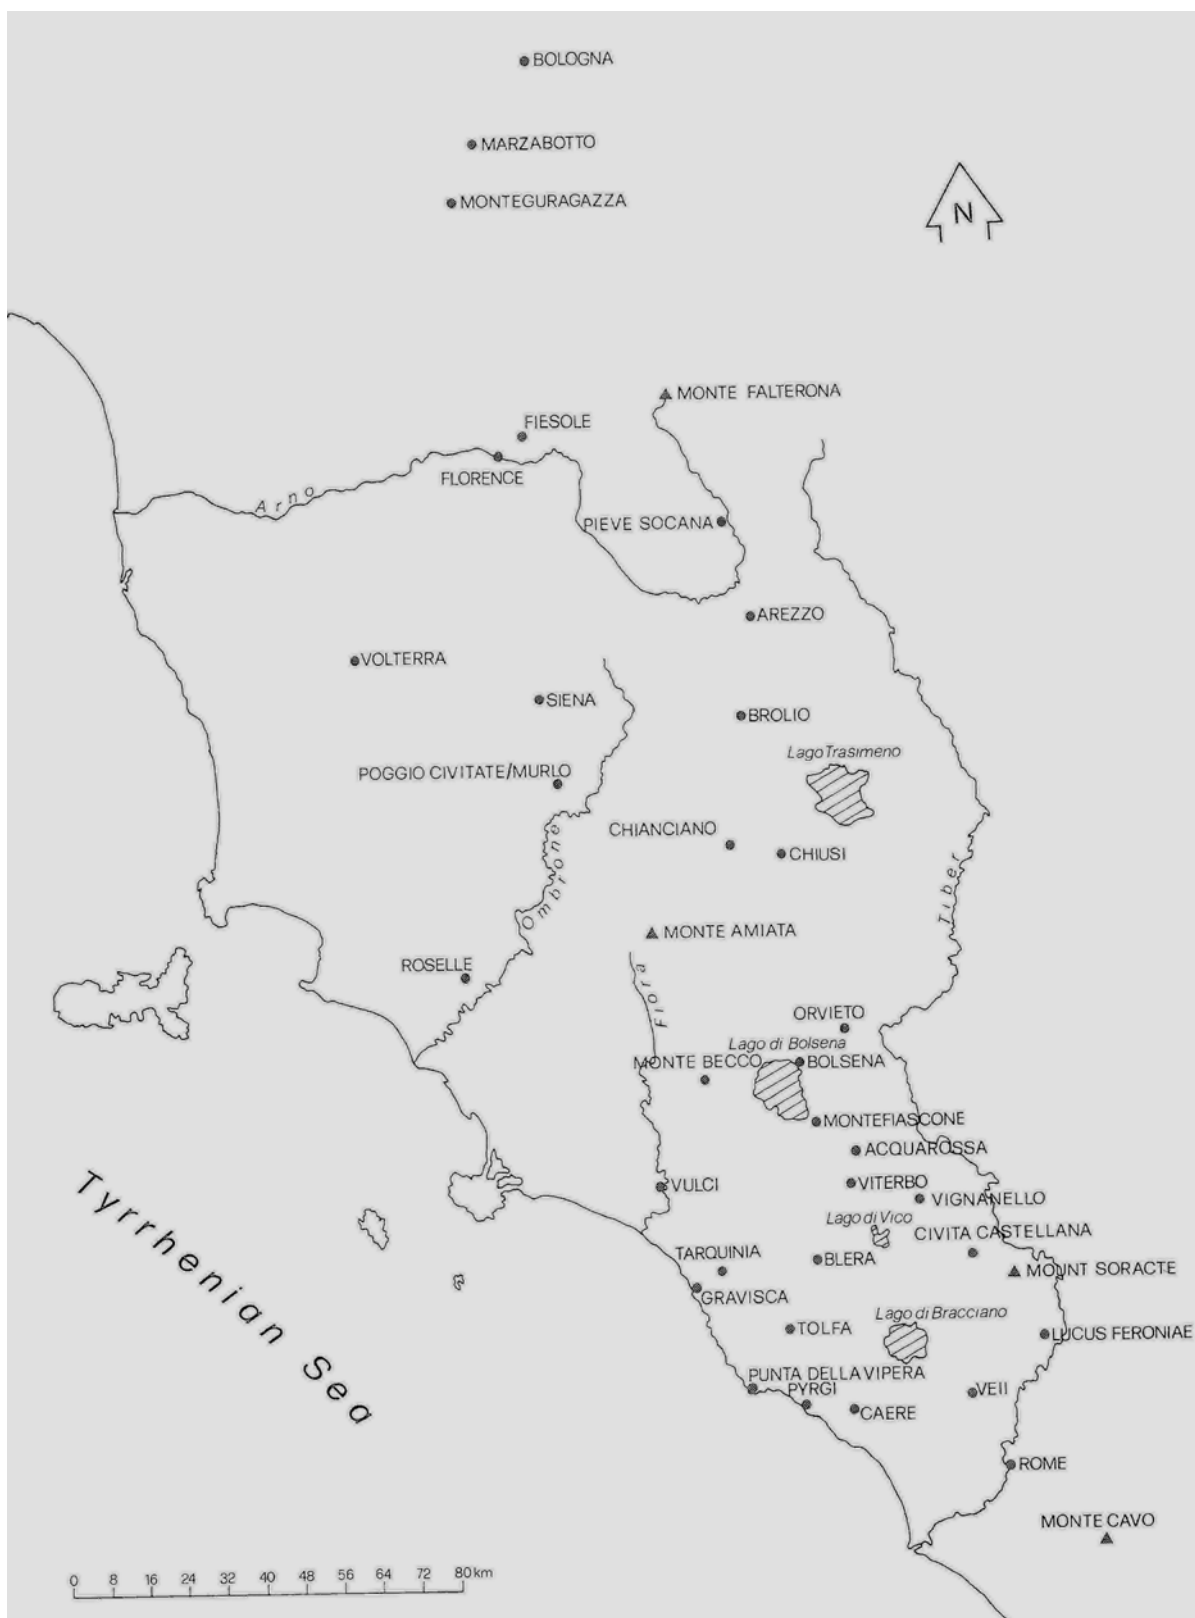 BOLOGNA
MARZABOTTO
MONTEGURAGAZZA
N
MONTE FALTERONA
FIESOLE
FLORENCE
Arno
PIEVE SOCANA
AREZZO
VOLTERRA
SIENA
BROLIO
Lago Trasimeno
POGGIO CIVITATE/MURLO
CHIANCIANO
CHIUSI
Ombrone
Tiber
MONTE AMIATA
ROSELLE
Fiora
ORVIETO
Lago di Bolsena
MONTE BECCO
BOLSENA
MONTEFIASCONE
ACQUAROSSA
VULCI
VITERBO
VIGNANELLO
Lago di Vico
CIVITA CASTELLANA
TARQUINIA
BLERA
MOUNT SORACTE
GRAVISCA
Lago di Bracciano
TOLFA
LUCUS FERONIAE
PUNTA DELLA VIPERA
PYRGI
VEII
CAERE
Tyrrhenian Sea
ROME
MONTE CAVO
0 8 16 24 32 40 48 56 64 72 80 km